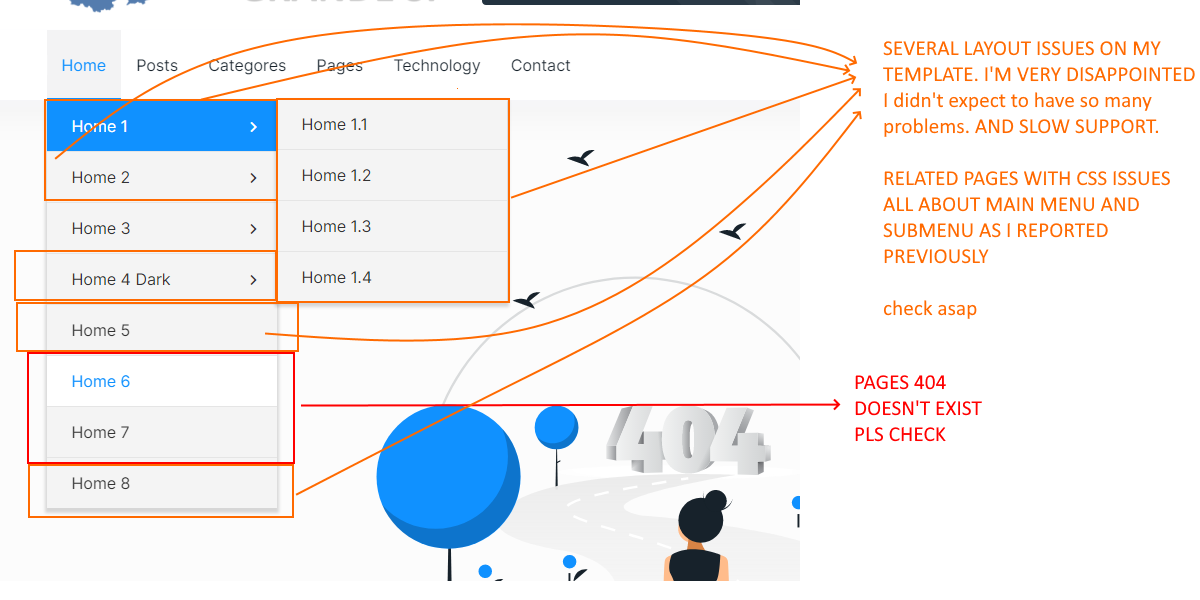 Home Posts Categores Pages Technology Contact
Home 1
Home 2
Home 3
Home 4 Dark
Home 5
Home 6
Home 7
Home 8
Home 1.1
Home 1.2
Home 1.3
Home 1.4
404
SEVERAL LAYOUT ISSUES ON MY
TEMPLATE. I'M VERY DISAPPOINTED
I didn't expect to have so many
problems. AND SLOW SUPPORT.
RELATED PAGES WITH CSS ISSUES
ALL ABOUT MAIN MENU AND
SUBMENU AS I REPORTED
PREVIOUSLY
check asap
PAGES 404
DOESN'T EXIST
PLS CHECK